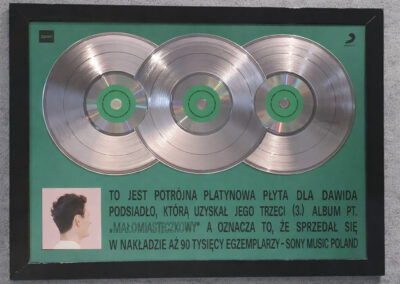 TO JEST POTRÓJNA PLATYNOWA PŁYTA DLA DAWIDA
PODSIADŁO, KTÓRĄ UZYSKAŁ JEGO TRZECI (3.) ALBUM PT.
„MAŁOMIASTECZKOWY" A OZNACZA TO, ŻE SPRZEDAŁ SIĘ
W NAKŁADZIE AŻ 90 TYSIĘCY EGZEMPLARZY - SONY MUSIC POLAND